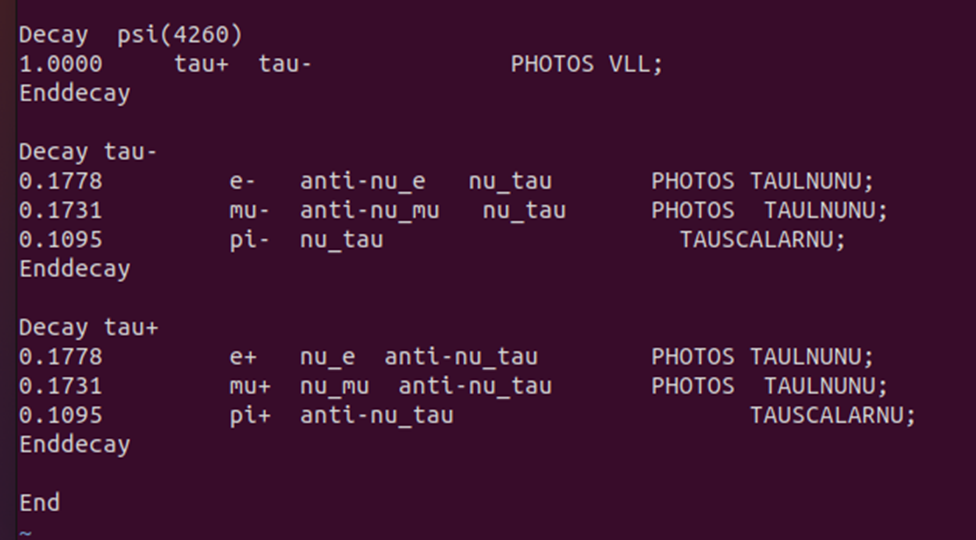 Decay  psi(4260)
1.0000     tau+  tau-              PHOTOS VLL;
Enddecay

Decay tau-
0.1778         e-   anti-nu_e   nu_tau       PHOTOS TAULNUNU;
0.1731         mu-  anti-nu_mu   nu_tau      PHOTOS  TAULNUNU;
0.1095         pi-  nu_tau                     TAUSCALARNU;
Enddecay

Decay tau+
0.1778         e+   nu_e  anti-nu_tau        PHOTOS TAULNUNU;
0.1731         mu+  nu_mu  anti-nu_tau       PHOTOS  TAULNUNU;
0.1095         pi+  anti-nu_tau                     TAUSCALARNU;
Enddecay

End
~